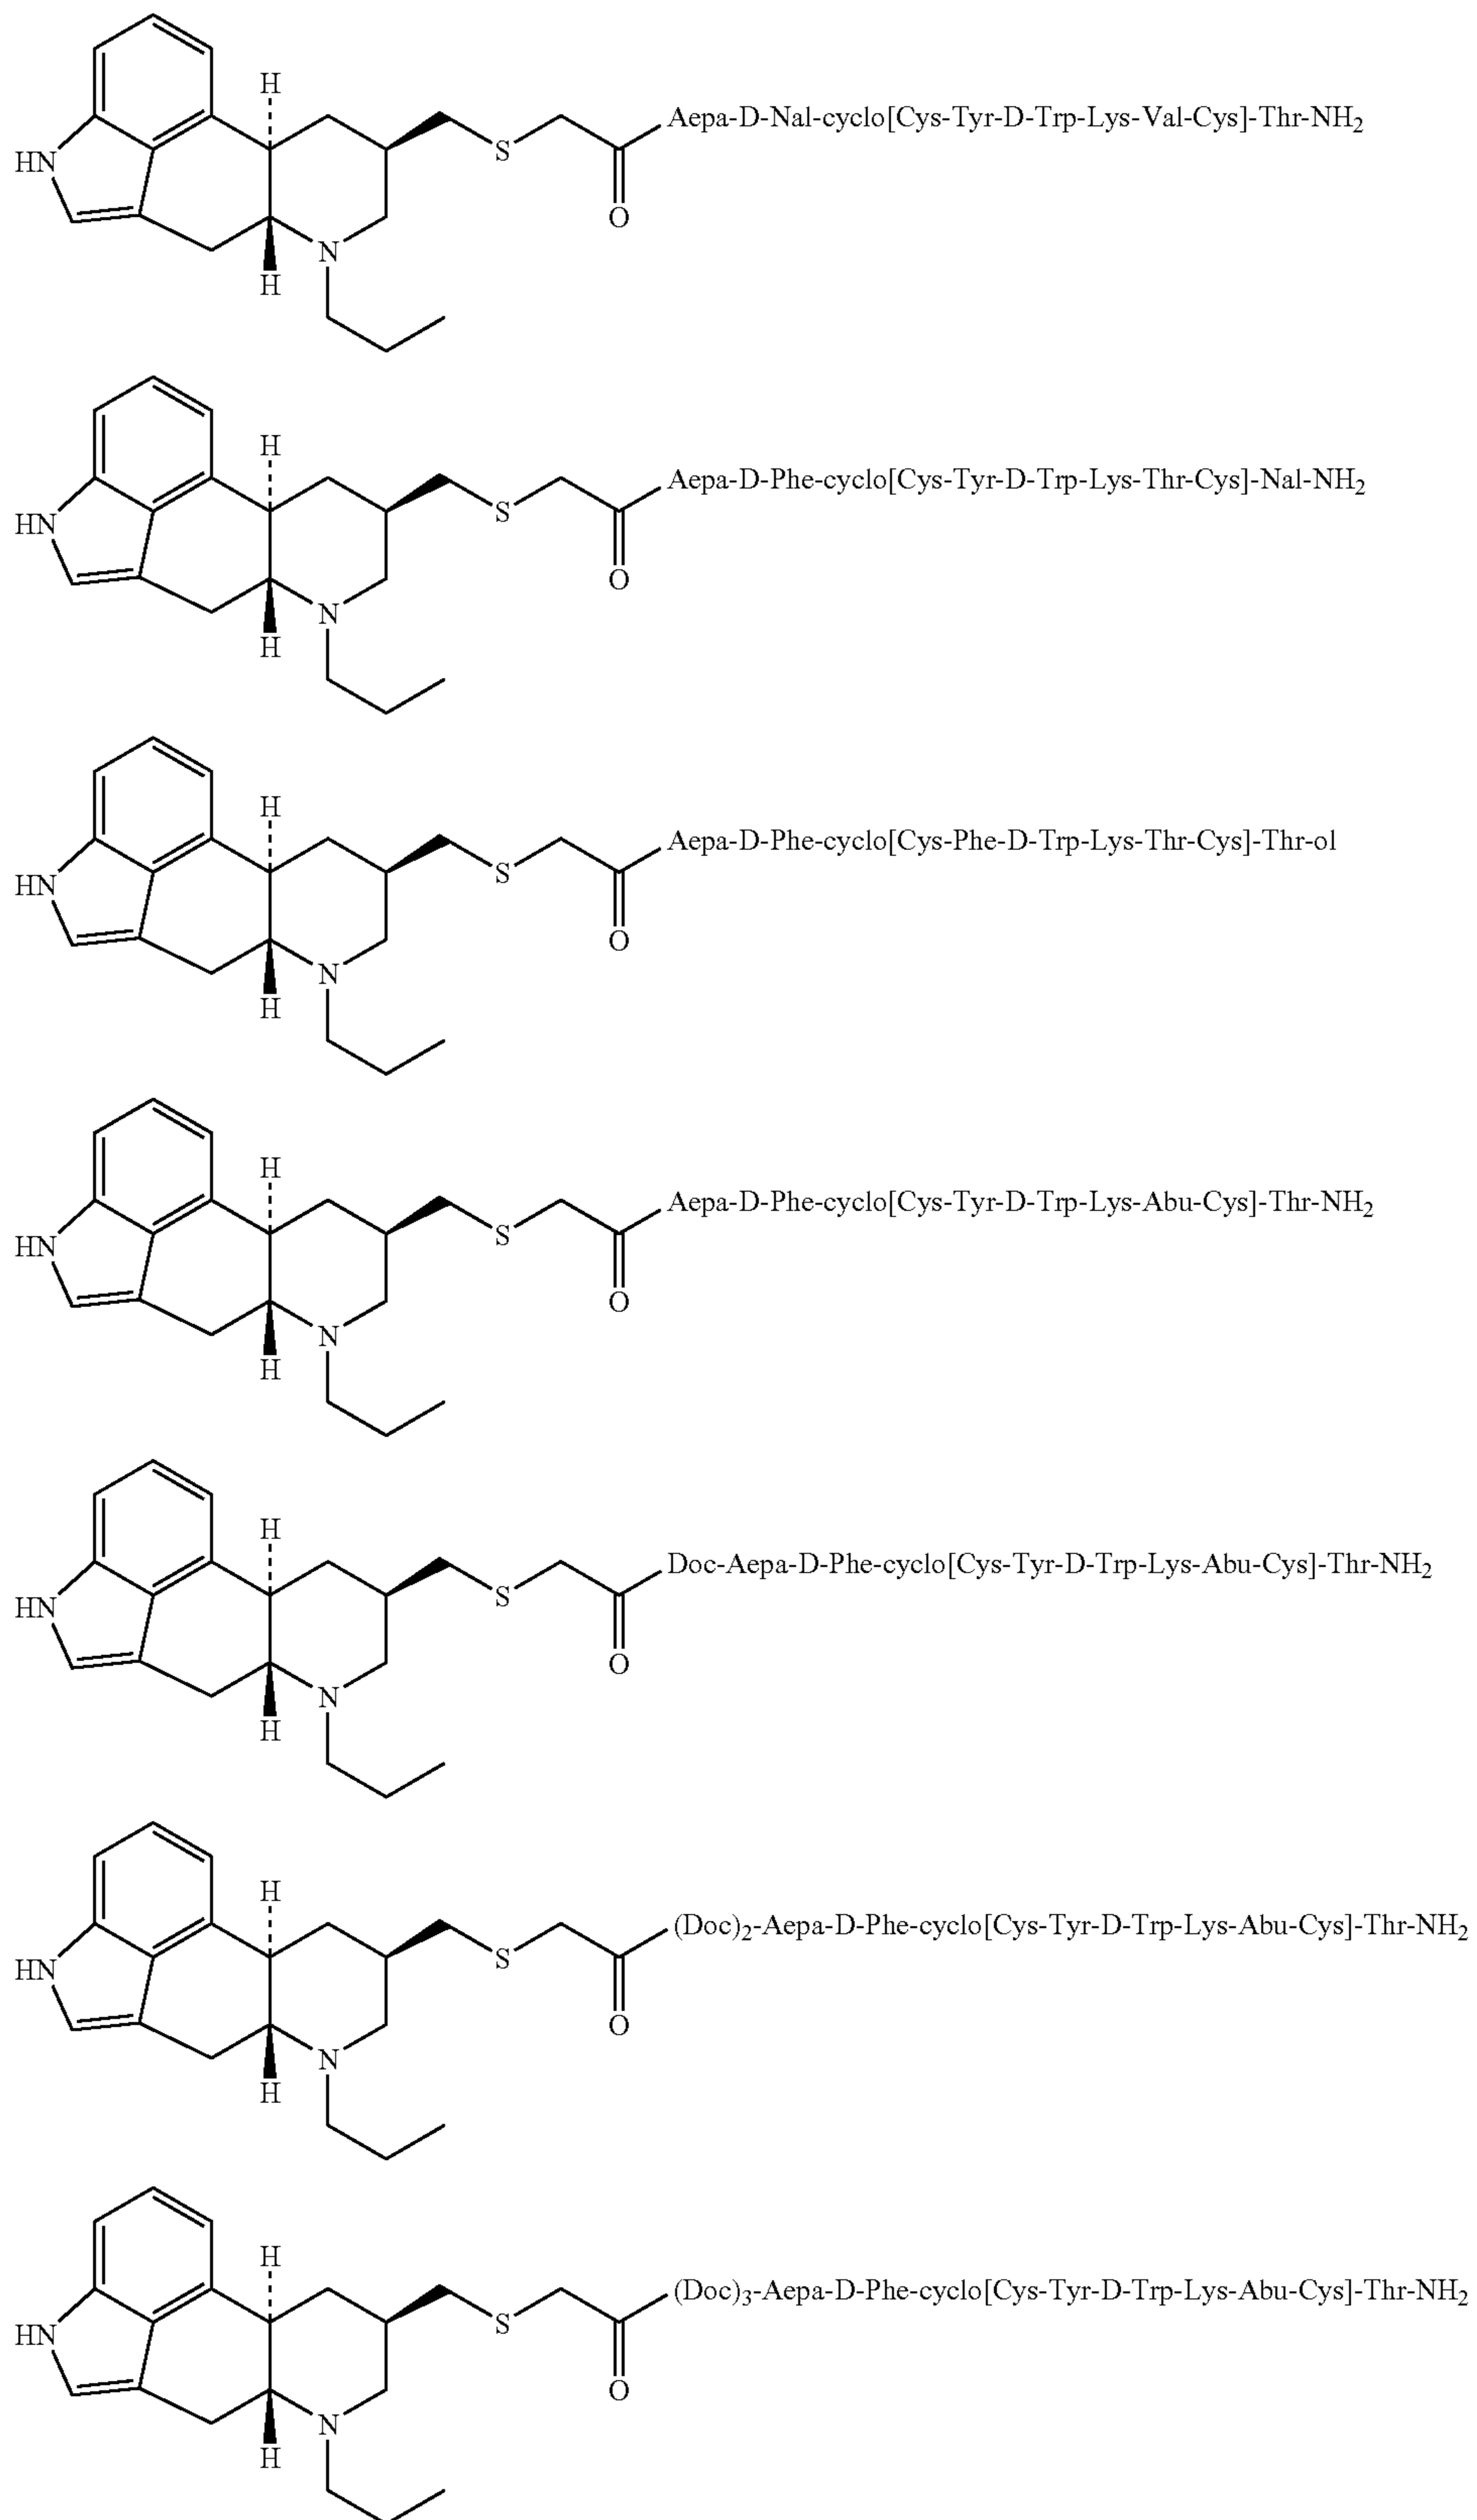 H
Aepa-D-Nal-cyclo[Cys-Tyr-D-Trp-Lys-Val-Cys]-Thr-NH2
HN
S
O
N
H
H
Aepa-D-Phe-cyclo[Cys-Tyr-D-Trp-Lys-Thr-Cys]-Nal-NH2
HN
S
O
N
H
H
Aepa-D-Phe-cyclo[Cys-Phe-D-Trp-Lys-Thr-Cys]-Thr-ol
HN
S
O
N
H
H
Aepa-D-Phe-cyclo[Cys-Tyr-D-Trp-Lys-Abu-Cys]-Thr-NH2
HN
S
O
N
H
H
Doc-Aepa-D-Phe-cyclo[Cys-Tyr-D-Trp-Lys-Abu-Cys]-Thr-NH2
HN
S
O
N
H
H
(Doc)2-Aepa-D-Phe-cyclo[Cys-Tyr-D-Trp-Lys-Abu-Cys]-Thr-NH2
HN
S
O
N
H
H
(Doc)3-Aepa-D-Phe-cyclo[Cys-Tyr-D-Trp-Lys-Abu-Cys]-Thr-NH2
HN
S
O
N
H